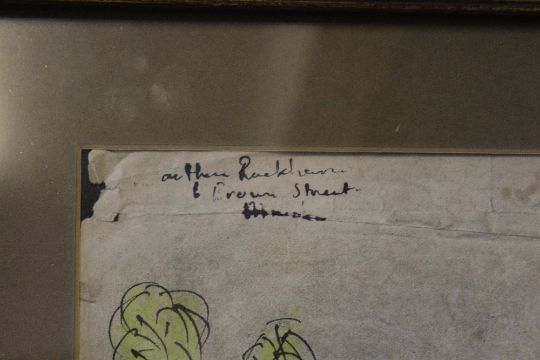 Arthur Rackham
6 Crown Street.